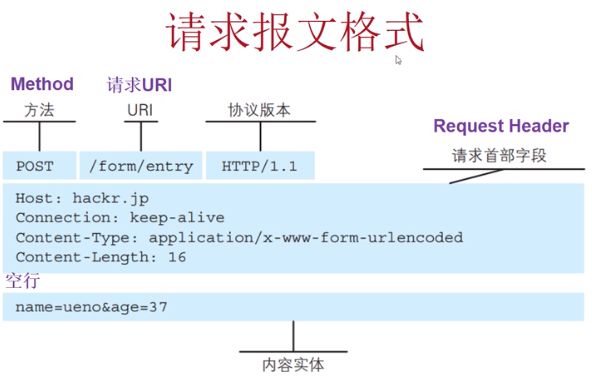 请求报文格式
Method 请求URI
方法 URI 协议版本
Request Header
请求首部字段
POST /form/entry HTTP/1.1
Host: hackr.jp
Connection: keep-alive
Content-Type: application/x-www-form-urlencoded
Content-Length: 16
空行
name=ueno&age=37
内容实体